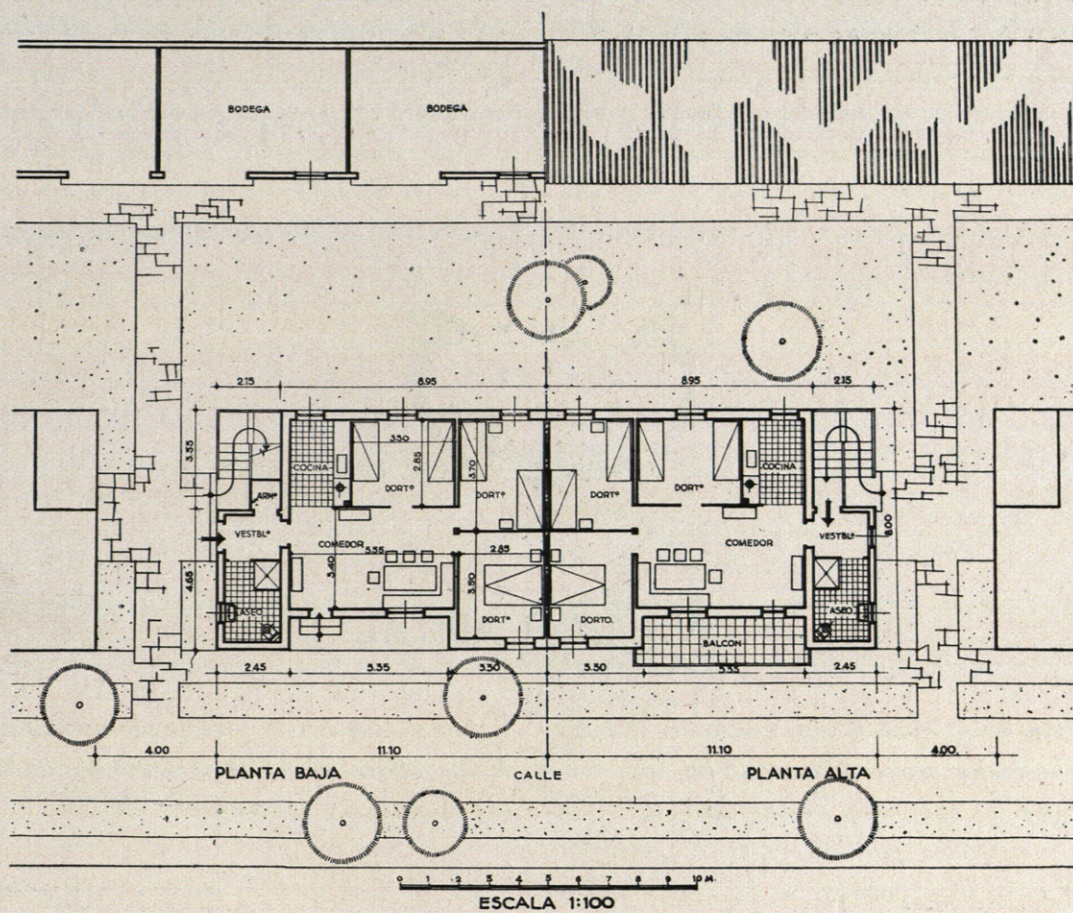 BODEGA
BODEGA
2.15
8.95
8.95
2.15
3.35
COCINA
3.50
2.85
DORTº
3.70
DORTº
DORTº
DORTº
COCINA
ARMº
VESTBLº
COMEDOR
5.55
2.85
COMEDOR
VESTBLº
8.00
4.65
3.40
3.50
ASEO
DORTº
DORTO.
BALCON
ASEO
2.45
5.35
3.30
3.30
5.35
2.45
4.00
11.10
11.10
4.00
PLANTA BAJA
CALLE
PLANTA ALTA
0 1 2 3 4 5 6 7 8 9 10 M.
ESCALA 1:100